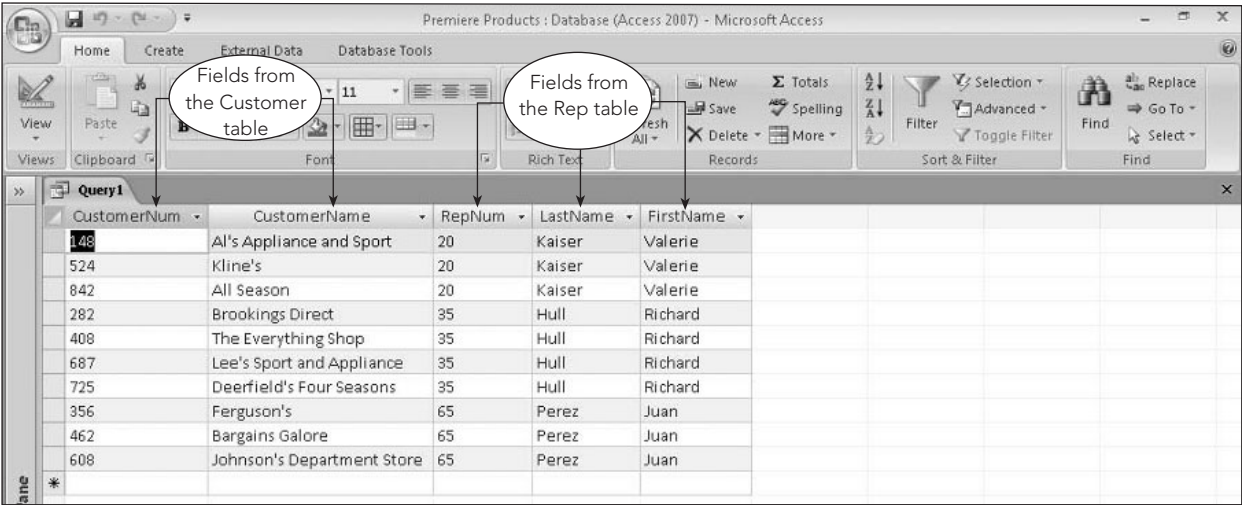 Premiere Products : Database (Access 2007) - Microsoft Access
Home Create External Data Database Tools
Fields from
the Customer
table
Fields from
the Rep table
View
Paste
11
B
All
New
Save
Delete
Totals
Spelling
More
Filter
Selection
Advanced
Toggle Filter
Find
Replace
Go To
Select
Views Clipboard Font Rich Text Records Sort & Filter Find
Query1
CustomerNum CustomerName RepNum LastName FirstName
148 Al's Appliance and Sport 20 Kaiser Valerie
524 Kline's 20 Kaiser Valerie
842 All Season 20 Kaiser Valerie
282 Brookings Direct 35 Hull Richard
408 The Everything Shop 35 Hull Richard
687 Lee's Sport and Appliance 35 Hull Richard
725 Deerfield's Four Seasons 35 Hull Richard
356 Ferguson's 65 Perez Juan
462 Bargains Galore 65 Perez Juan
608 Johnson's Department Store 65 Perez Juan